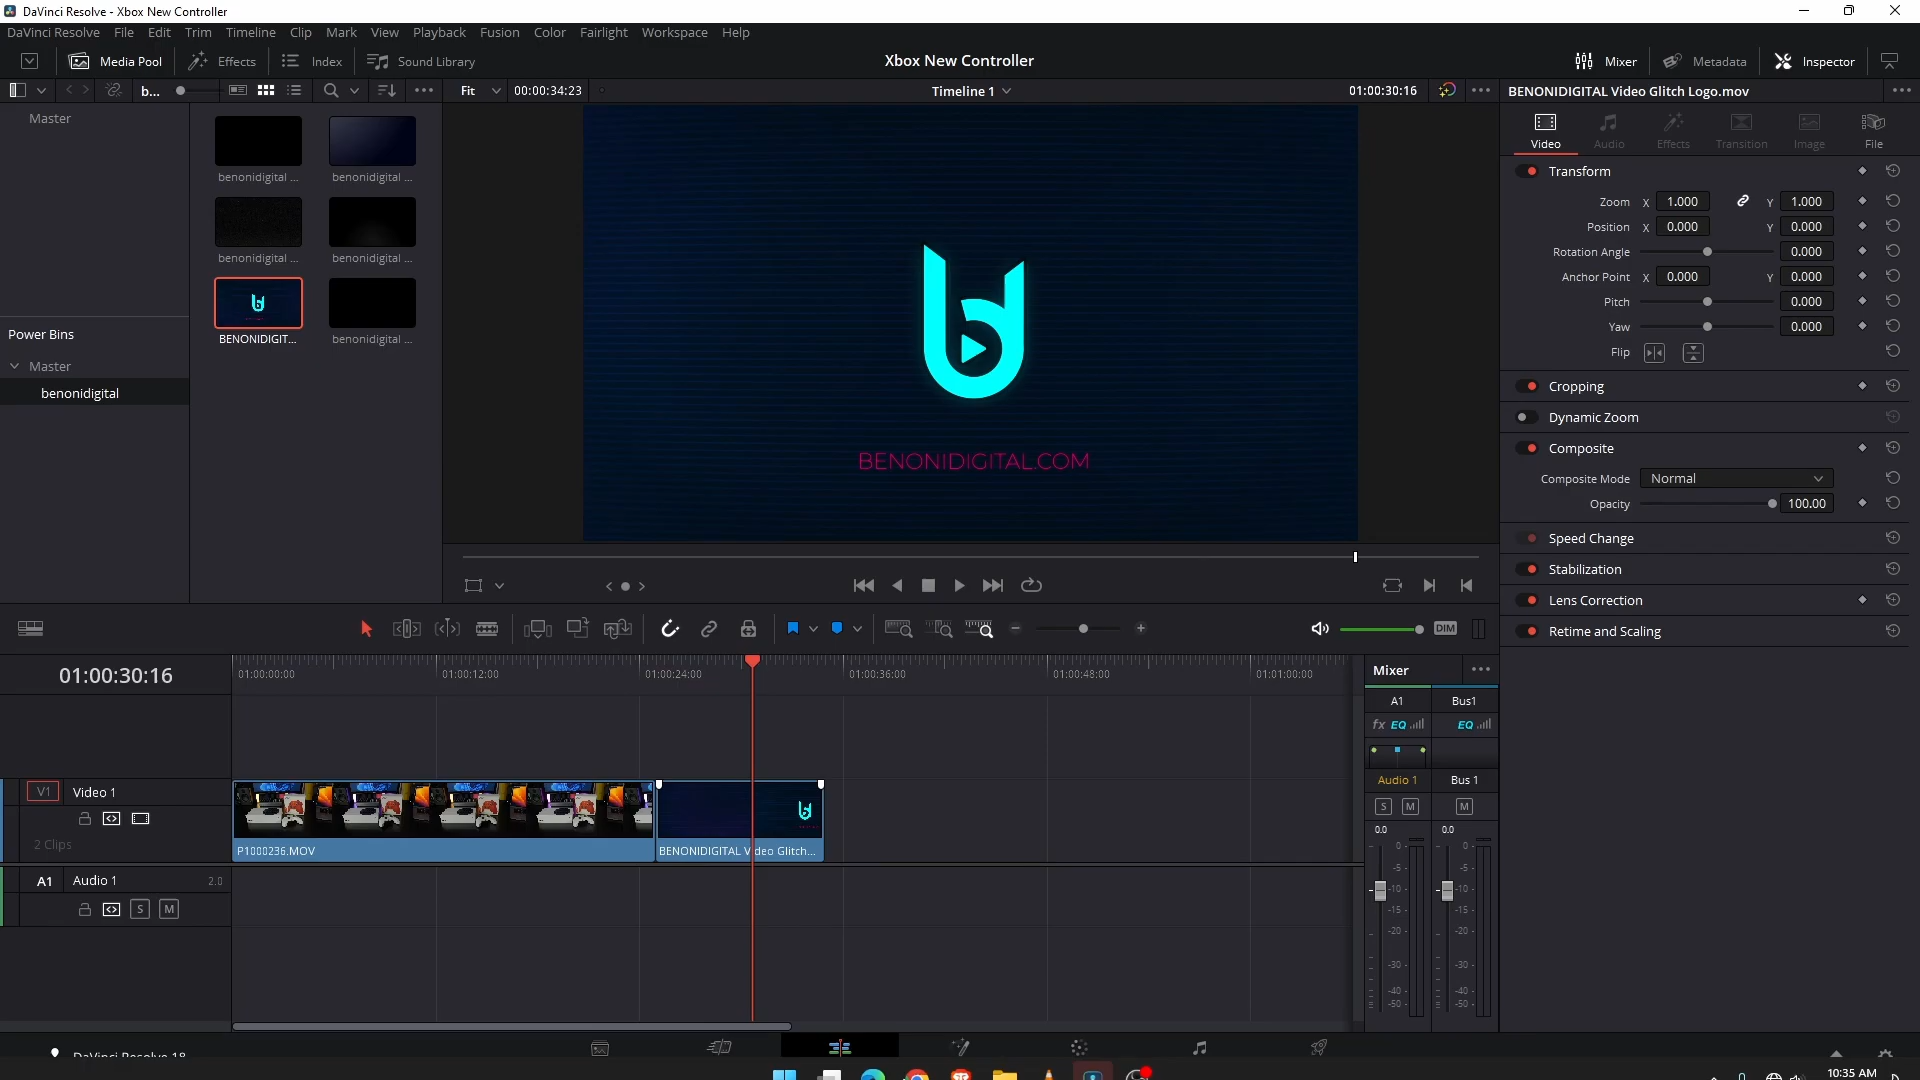 DaVinci Resolve - Xbox New Controller
DaVinci Resolve File Edit Trim Timeline Clip Mark View Playback Fusion Color Fairlight Workspace Help
Media Pool Effects Index Sound Library Xbox New Controller Mixer Metadata Inspector
b... Fit 00:00:34:23 Timeline 1 01:00:30:16 BENONIDIGITAL Video Glitch Logo.mov
Master
benonidigital ... benonidigital ...
benonidigital ... benonidigital ...
BENONIDIGIT... benonidigital ...
Power Bins
Master
benonidigital
BENONIDIGITAL.COM
Video Audio Effects Transition Image File
Transform
Zoom X 1.000 Y 1.000
Position X 0.000 Y 0.000
Rotation Angle 0.000
Anchor Point X 0.000 Y 0.000
Pitch 0.000
Yaw 0.000
Flip
Cropping
Dynamic Zoom
Composite
Composite Mode Normal
Opacity 100.00
Speed Change
Stabilization
Lens Correction
Retime and Scaling
DIM
01:00:30:16
01:00:00:00 01:00:12:00 01:00:24:00 01:00:36:00 01:00:48:00 01:01:00:00
V1 Video 1
2 Clips
P1000236.MOV BENONIDIGITAL Video Glitch...
A1 Audio 1 2.0
S M
Mixer
A1 Bus1
fx EQ EQ
Audio 1 Bus 1
S M M
0.0 0.0
0- 0-
-5- -5-
-10- -10-
-15- -15-
-20- -20-
-30- -30-
-40- -40-
-50- -50-
DaVinci Resolve 18
10:35 AM